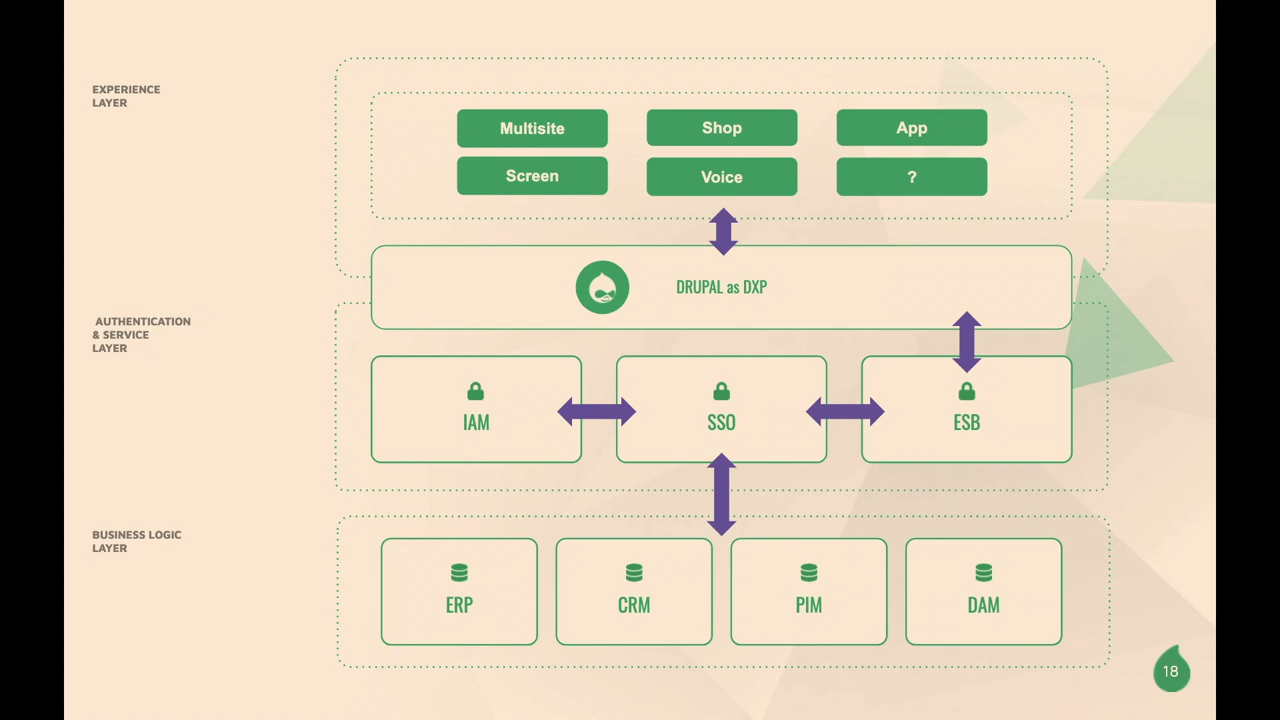 EXPERIENCE
LAYER
Multisite
Shop
App
Screen
Voice
?
DRUPAL as DXP
AUTHENTICATION
& SERVICE
LAYER
IAM
SSO
ESB
BUSINESS LOGIC
LAYER
ERP
CRM
PIM
DAM
18